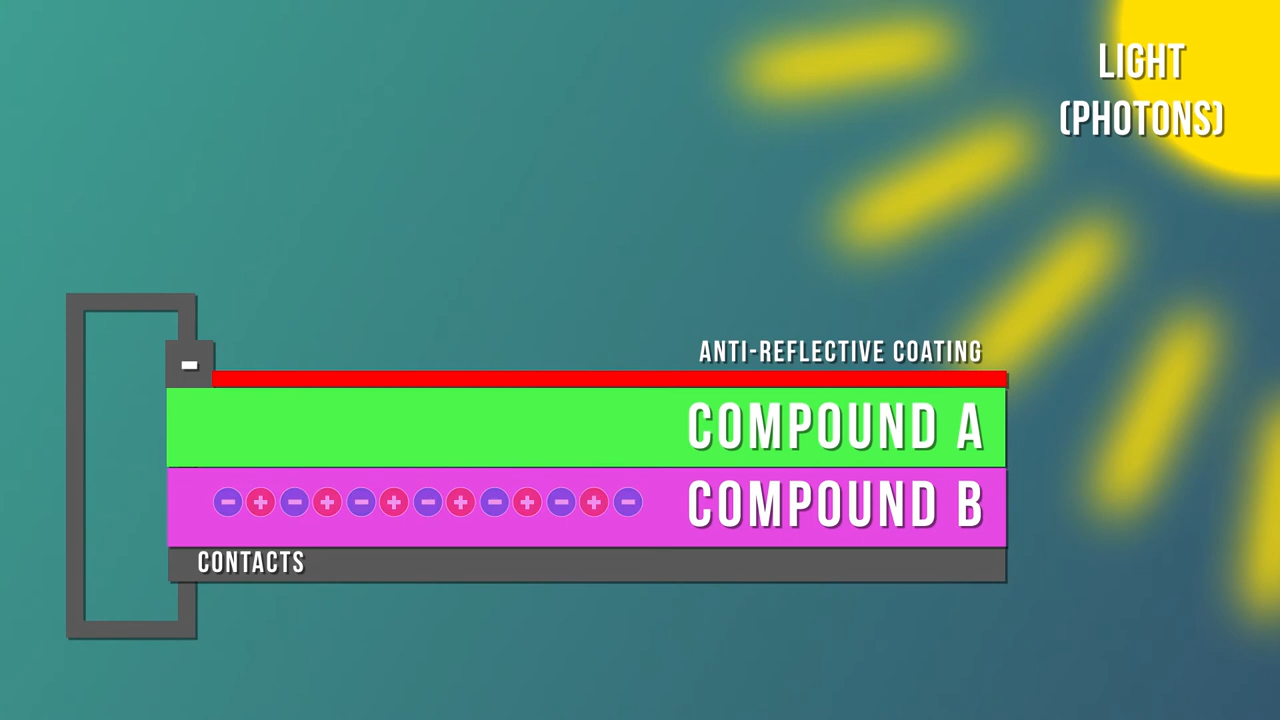 LIGHT
(PHOTONS)
ANTI-REFLECTIVE COATING
COMPOUND A
COMPOUND B
CONTACTS